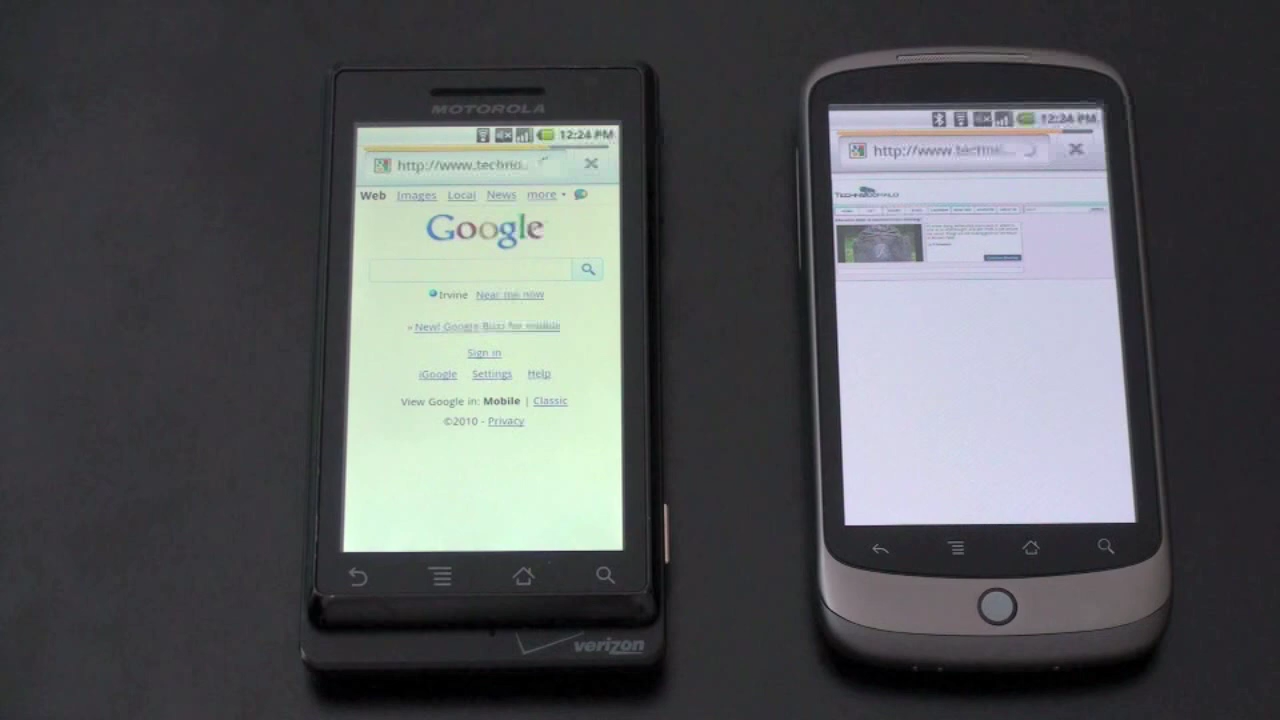 MOTOROLA
12:24 PM
http://www.techno...
Web Images Local News more
Google
Irvine Near me now
» New! Google Buzz for mobile
Sign in
iGoogle Settings Help
View Google in: Mobile | Classic
©2010 - Privacy
verizon
12:24 PM
http://www.techn...